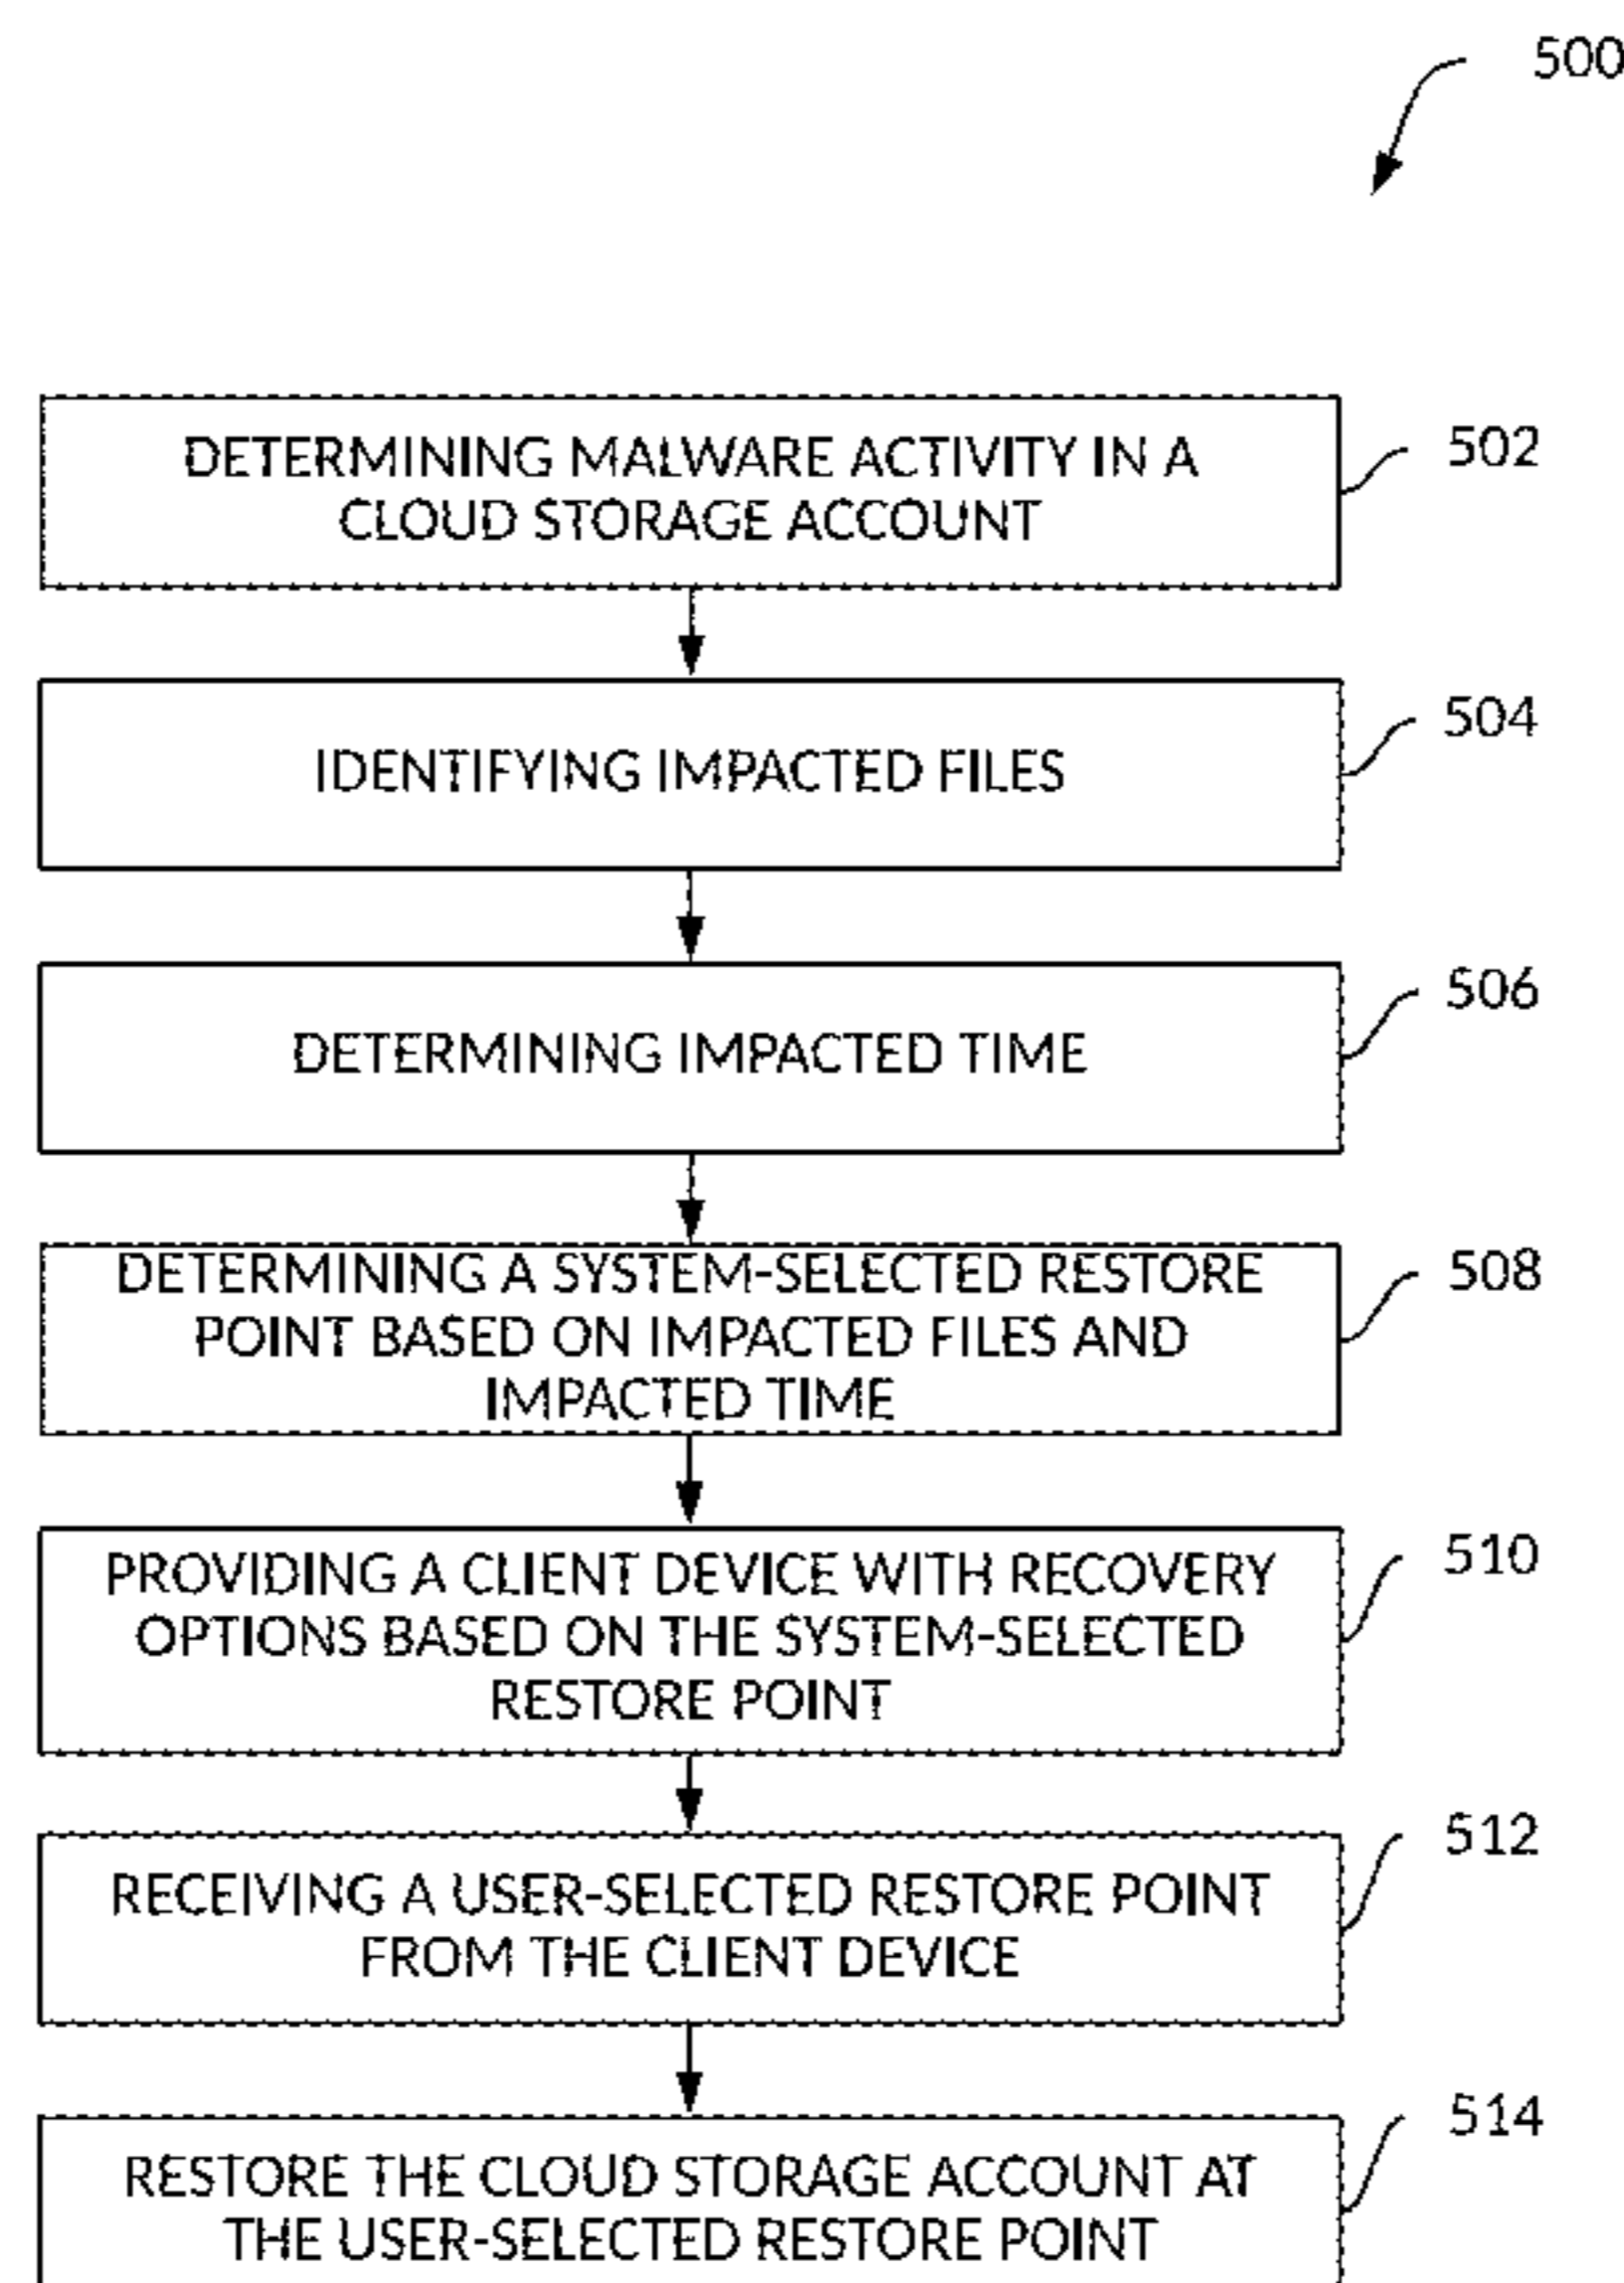 500
DETERMINING MALWARE ACTIVITY IN A
CLOUD STORAGE ACCOUNT
502
IDENTIFYING IMPACTED FILES
504
DETERMINING IMPACTED TIME
506
DETERMINING A SYSTEM-SELECTED RESTORE
POINT BASED ON IMPACTED FILES AND
IMPACTED TIME
508
PROVIDING A CLIENT DEVICE WITH RECOVERY
OPTIONS BASED ON THE SYSTEM-SELECTED
RESTORE POINT
510
RECEIVING A USER-SELECTED RESTORE POINT
FROM THE CLIENT DEVICE
512
RESTORE THE CLOUD STORAGE ACCOUNT AT
THE USER-SELECTED RESTORE POINT
514